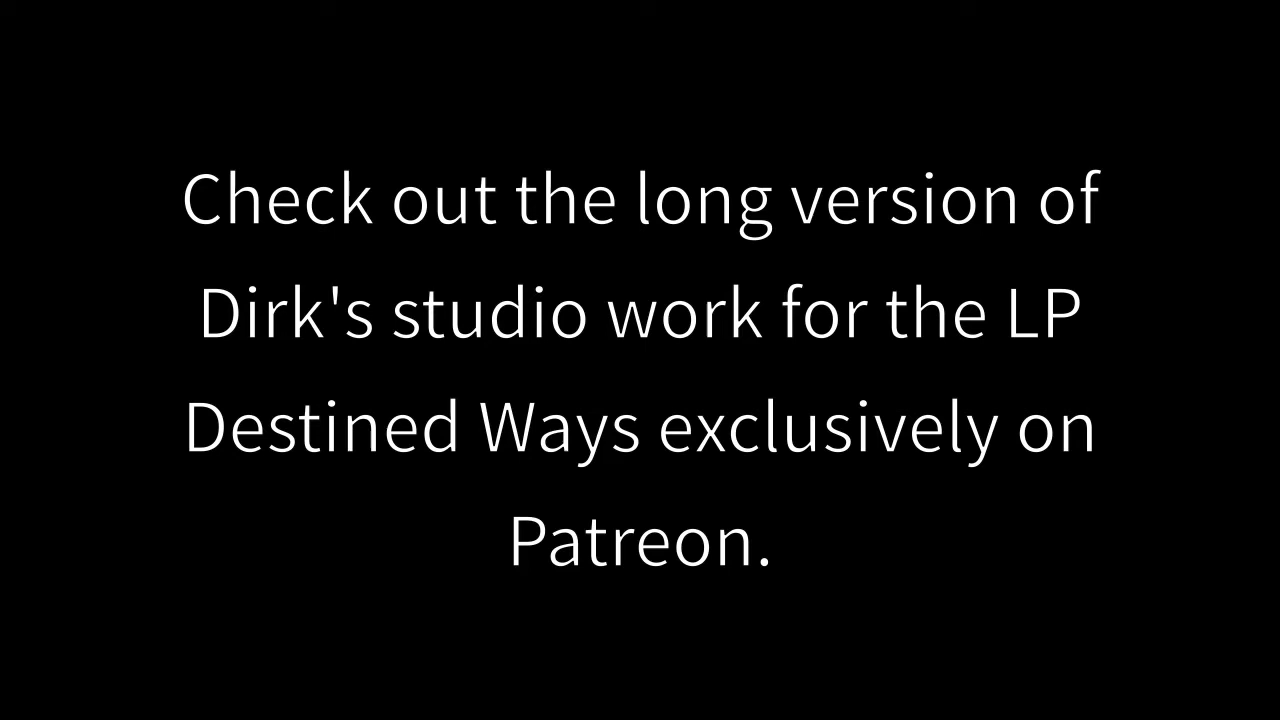 Check out the long version of
Dirk's studio work for the LP
Destined Ways exclusively on
Patreon.